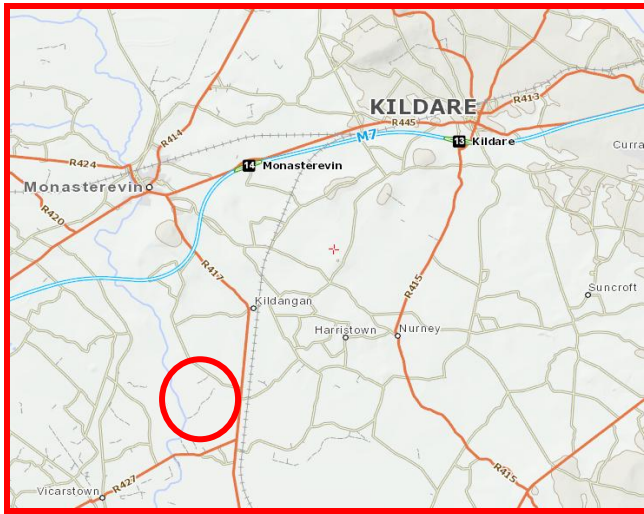 KILDARE
R413
R445
M7
13 Kildare
Curra
R414
R424
14 Monasterevin
Monasterevin
R420
R417
R415
Suncroft
Kildangan
Harristown
Nurney
R427
Vicarstown
R415